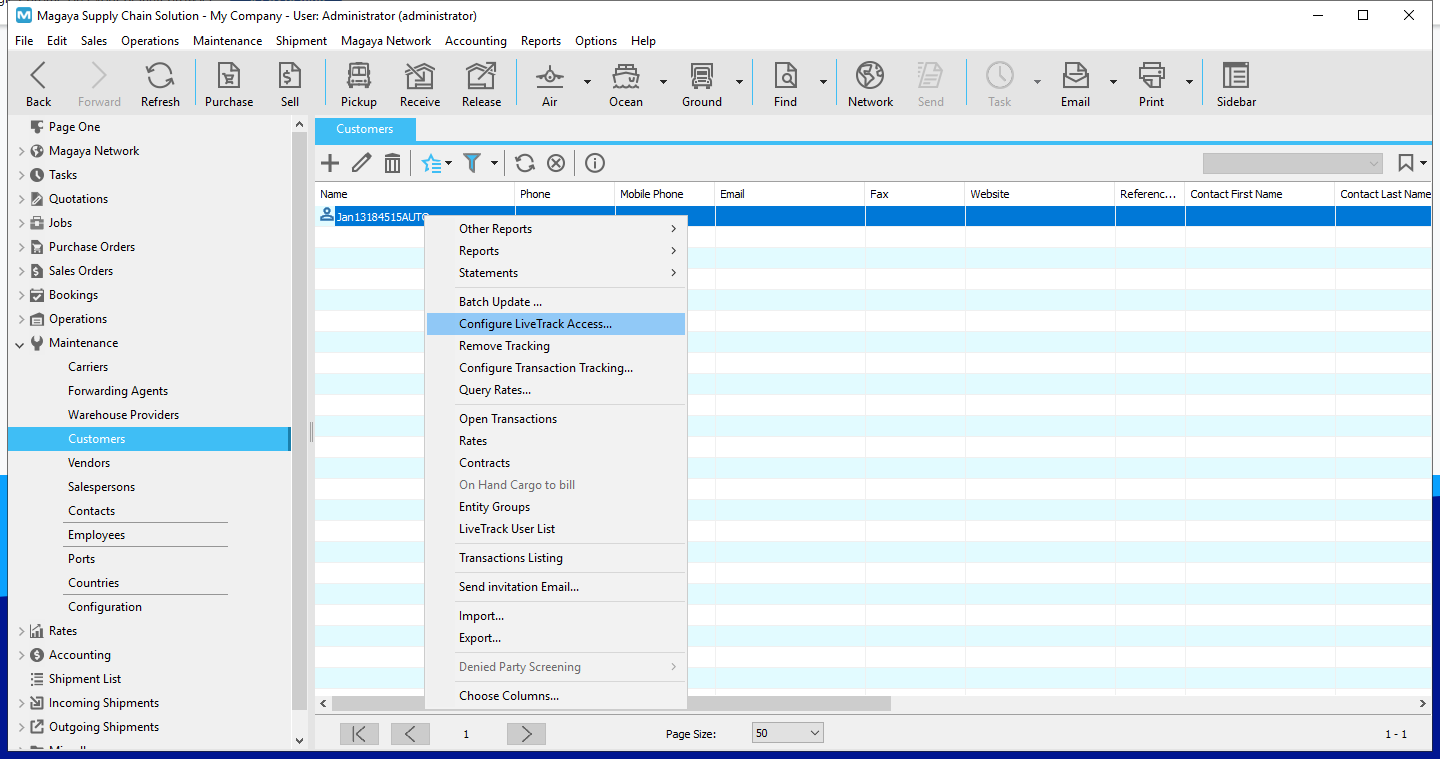 Magaya Supply Chain Solution - My Company - User: Administrator (administrator)
File Edit Sales Operations Maintenance Shipment Magaya Network Accounting Reports Options Help
Back Forward Refresh Purchase Sell Pickup Receive Release Air Ocean Ground Find Network Send Task Email Print Sidebar
Page One
Magaya Network
Tasks
Quotations
Jobs
Purchase Orders
Sales Orders
Bookings
Operations
Maintenance
Carriers
Forwarding Agents
Warehouse Providers
Customers
Vendors
Salespersons
Contacts
Employees
Ports
Countries
Configuration
Rates
Accounting
Shipment List
Incoming Shipments
Outgoing Shipments
Customers
Name Phone Mobile Phone Email Fax Website Referenc... Contact First Name Contact Last Name
Jan13184515AUTO
Other Reports
Reports
Statements
Batch Update ...
Configure LiveTrack Access...
Remove Tracking
Configure Transaction Tracking...
Query Rates...
Open Transactions
Rates
Contracts
On Hand Cargo to bill
Entity Groups
LiveTrack User List
Transactions Listing
Send invitation Email...
Import...
Export...
Denied Party Screening
Choose Columns...
1 Page Size: 50 1 - 1